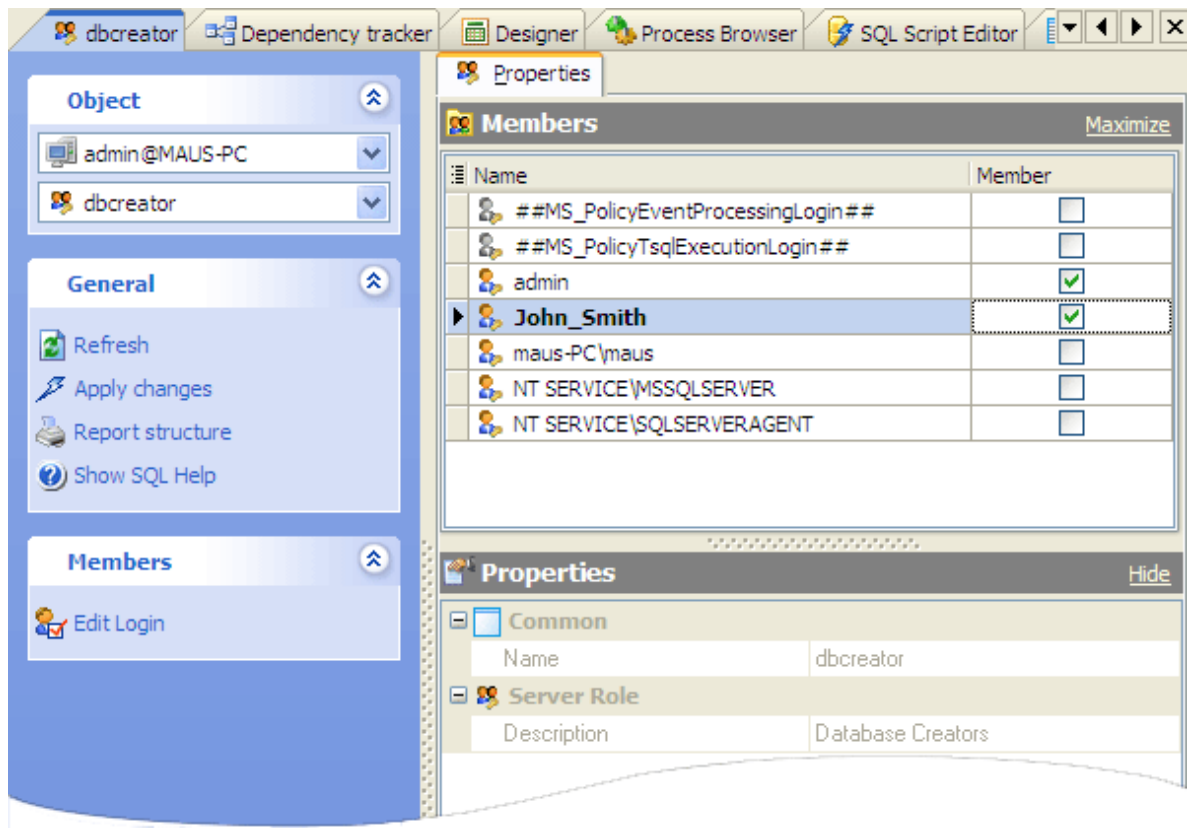 dbcreator Dependency tracker Designer Process Browser SQL Script Editor
Properties
Object
admin@MAUS-PC
dbcreator
General
Refresh
Apply changes
Report structure
Show SQL Help
Members
Edit Login
Members Maximize
Name Member
##MS_PolicyEventProcessingLogin##
##MS_PolicyTsqlExecutionLogin##
admin
John_Smith
maus-PC\maus
NT SERVICE\MSSQLSERVER
NT SERVICE\SQLSERVERAGENT
Properties Hide
Common
Name dbcreator
Server Role
Description Database Creators